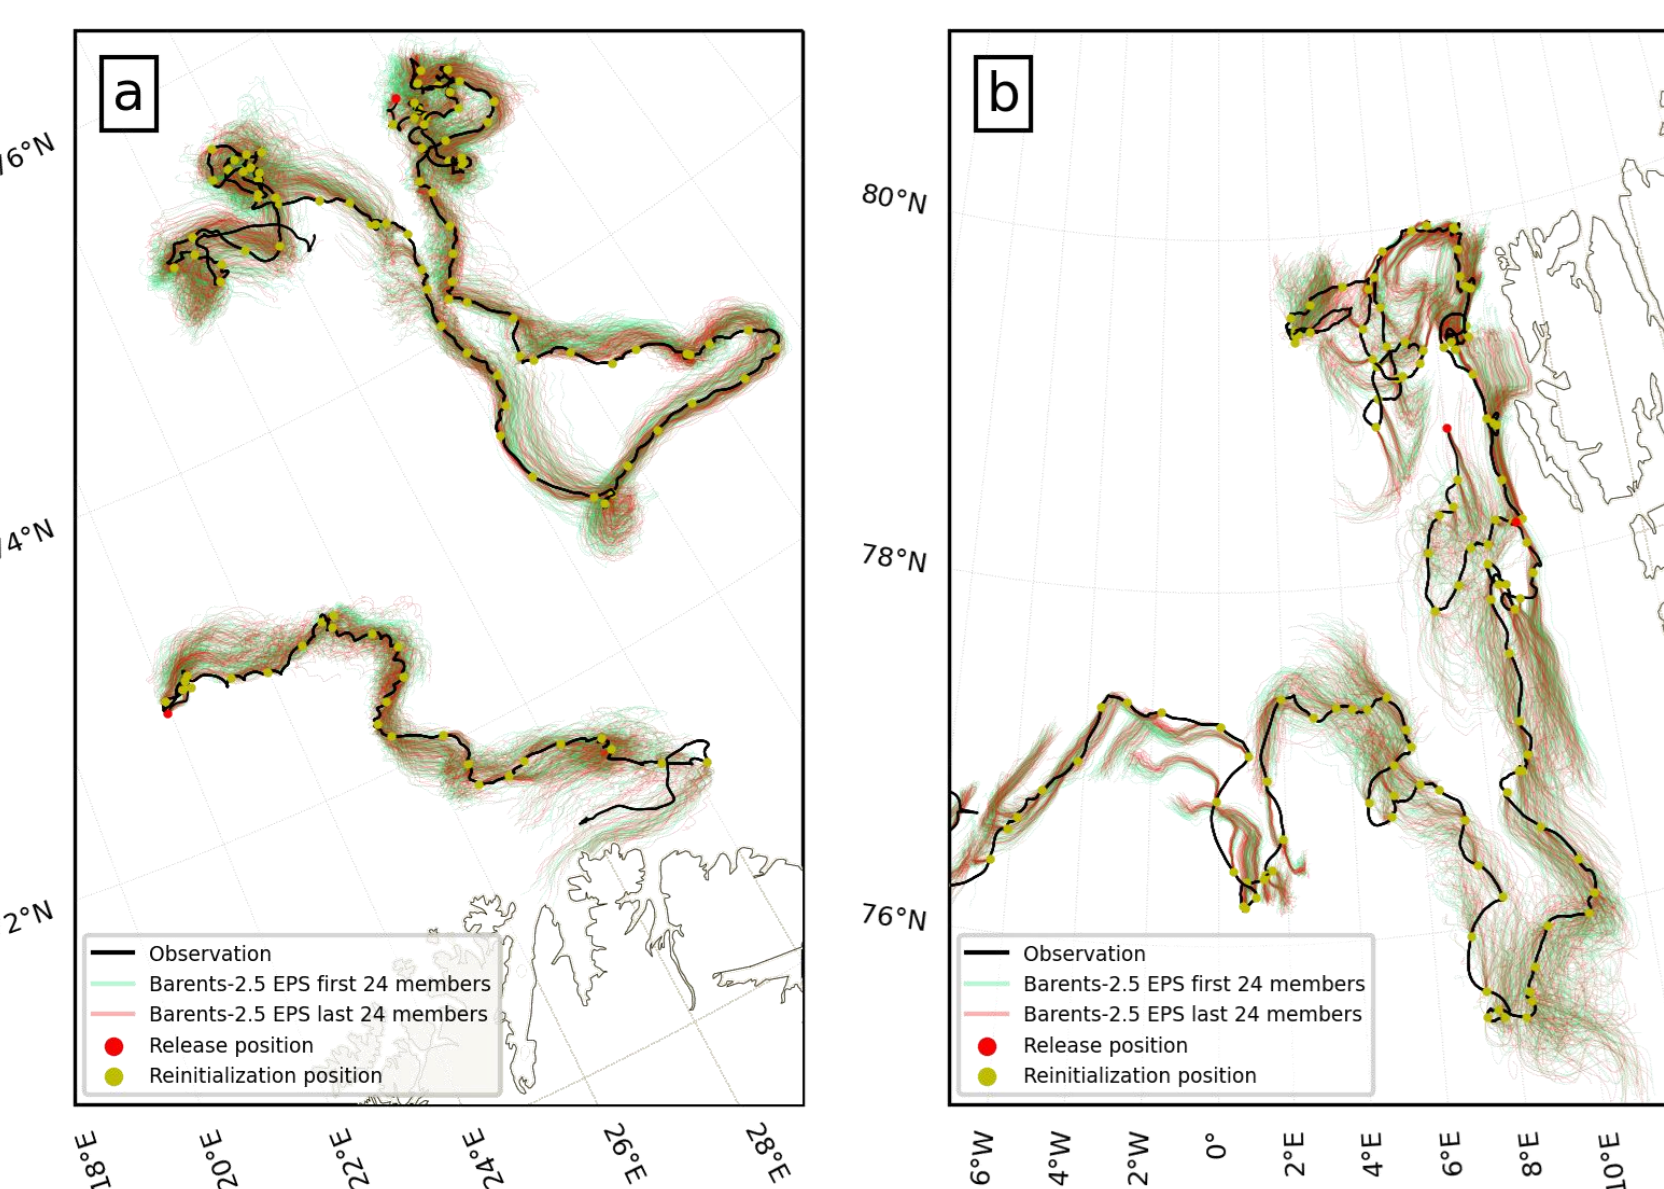 a
b
6°N
80°N
4°N
78°N
2°N
76°N
Observation
Barents-2.5 EPS first 24 members
Barents-2.5 EPS last 24 members
Release position
Reinitialization position
Observation
Barents-2.5 EPS first 24 members
Barents-2.5 EPS last 24 members
Release position
Reinitialization position
18°E
20°E
22°E
24°E
26°E
28°E
6°W
4°W
2°W
0°
2°E
4°E
6°E
8°E
10°E